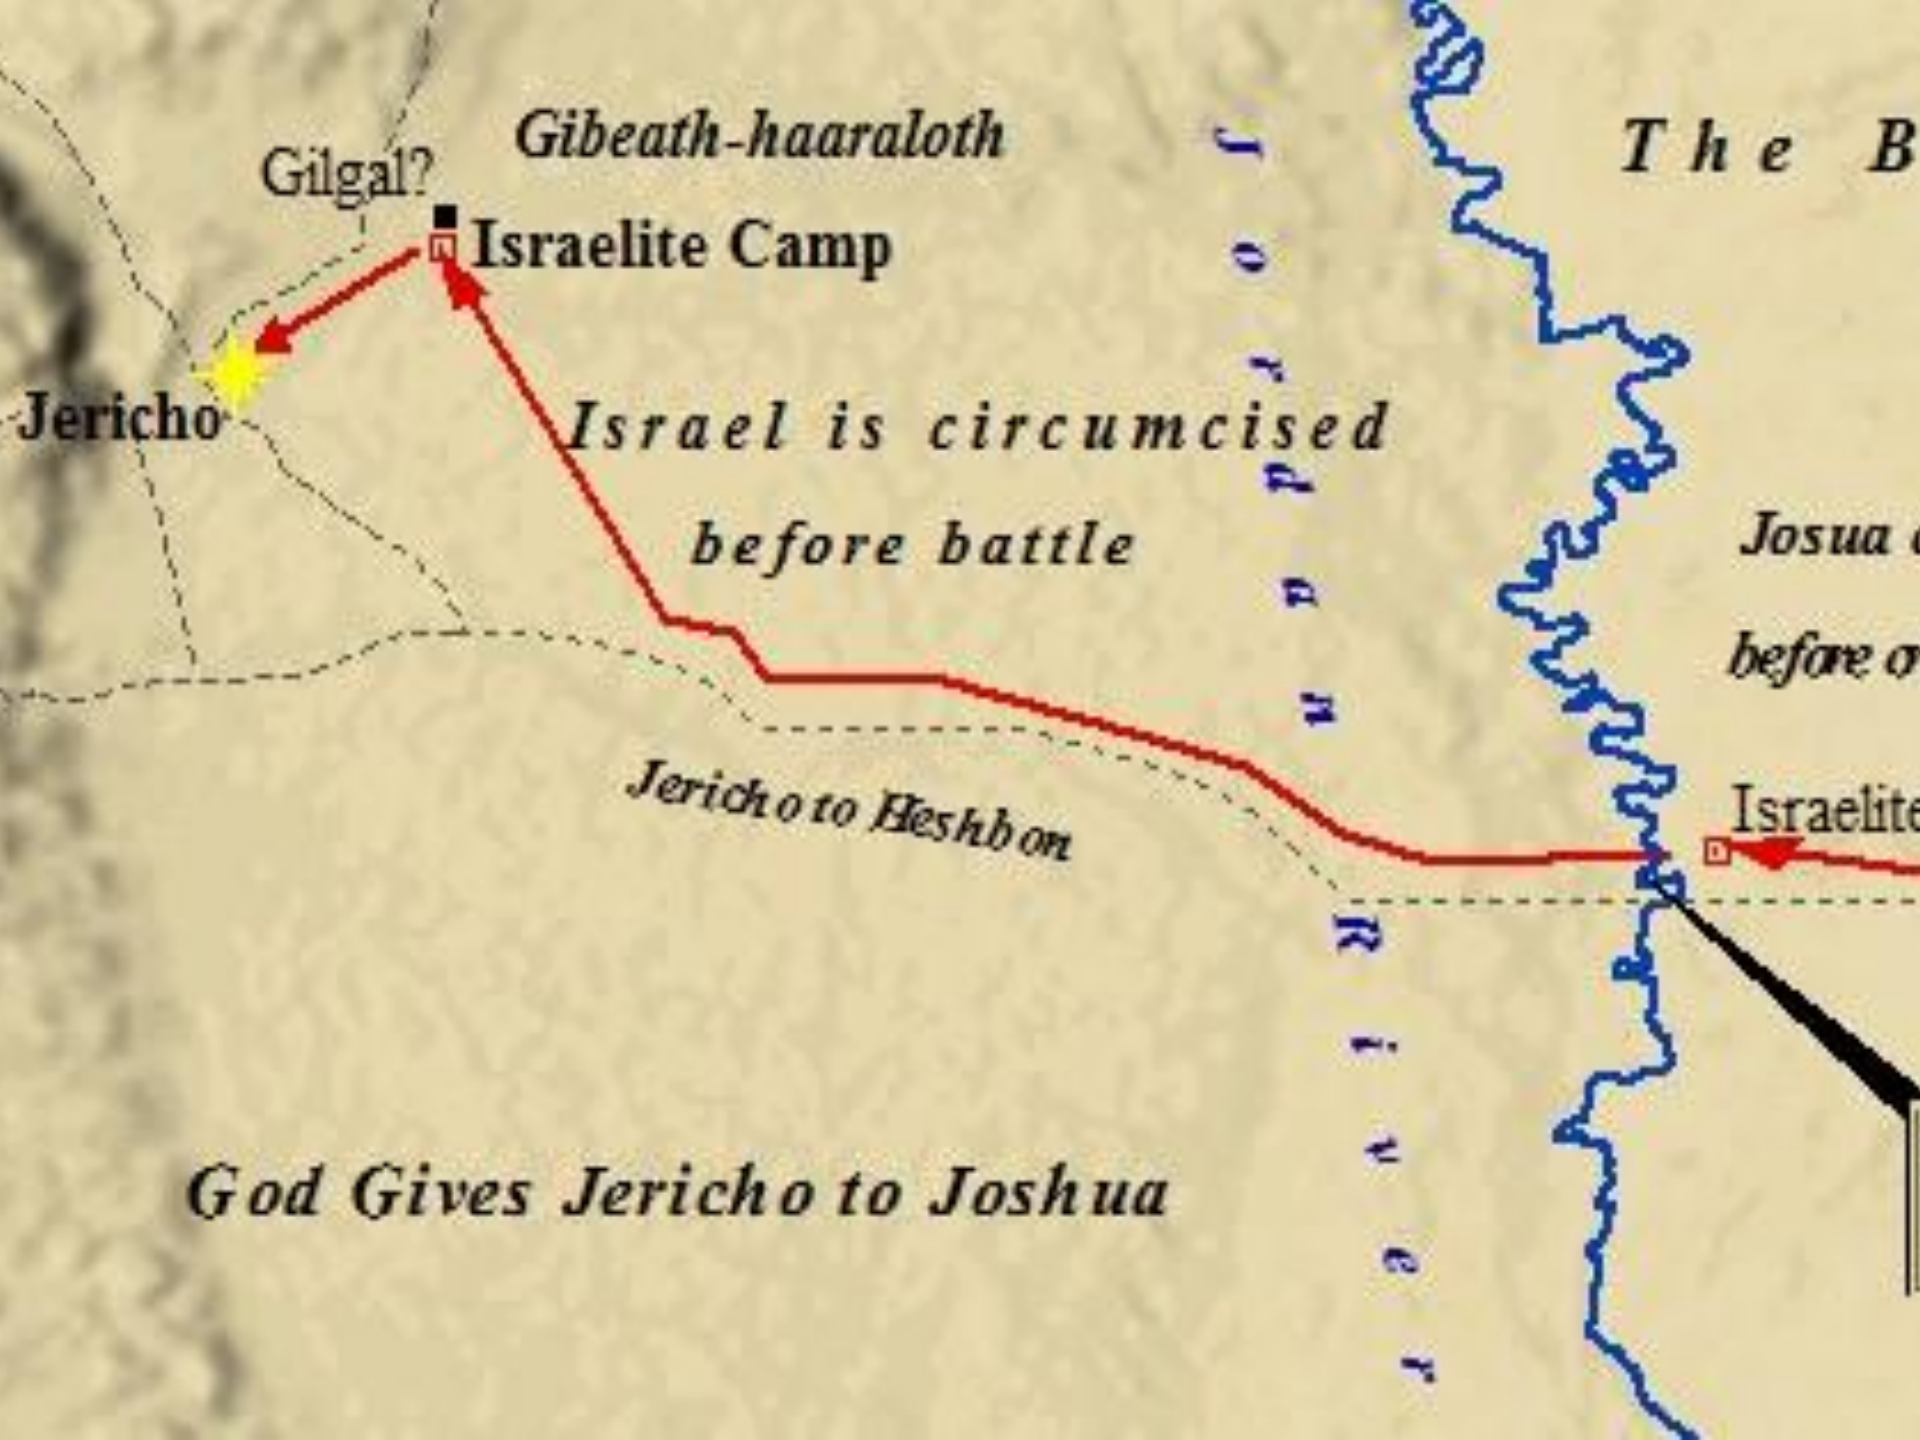 Gibeath-haaraloth
Gilgal?
Israelite Camp
The B
Jordan River
Jericho
Israel is circumcised
before battle
Josua
before
Jericho to Heshbon
Israelite
God Gives Jericho to Joshua